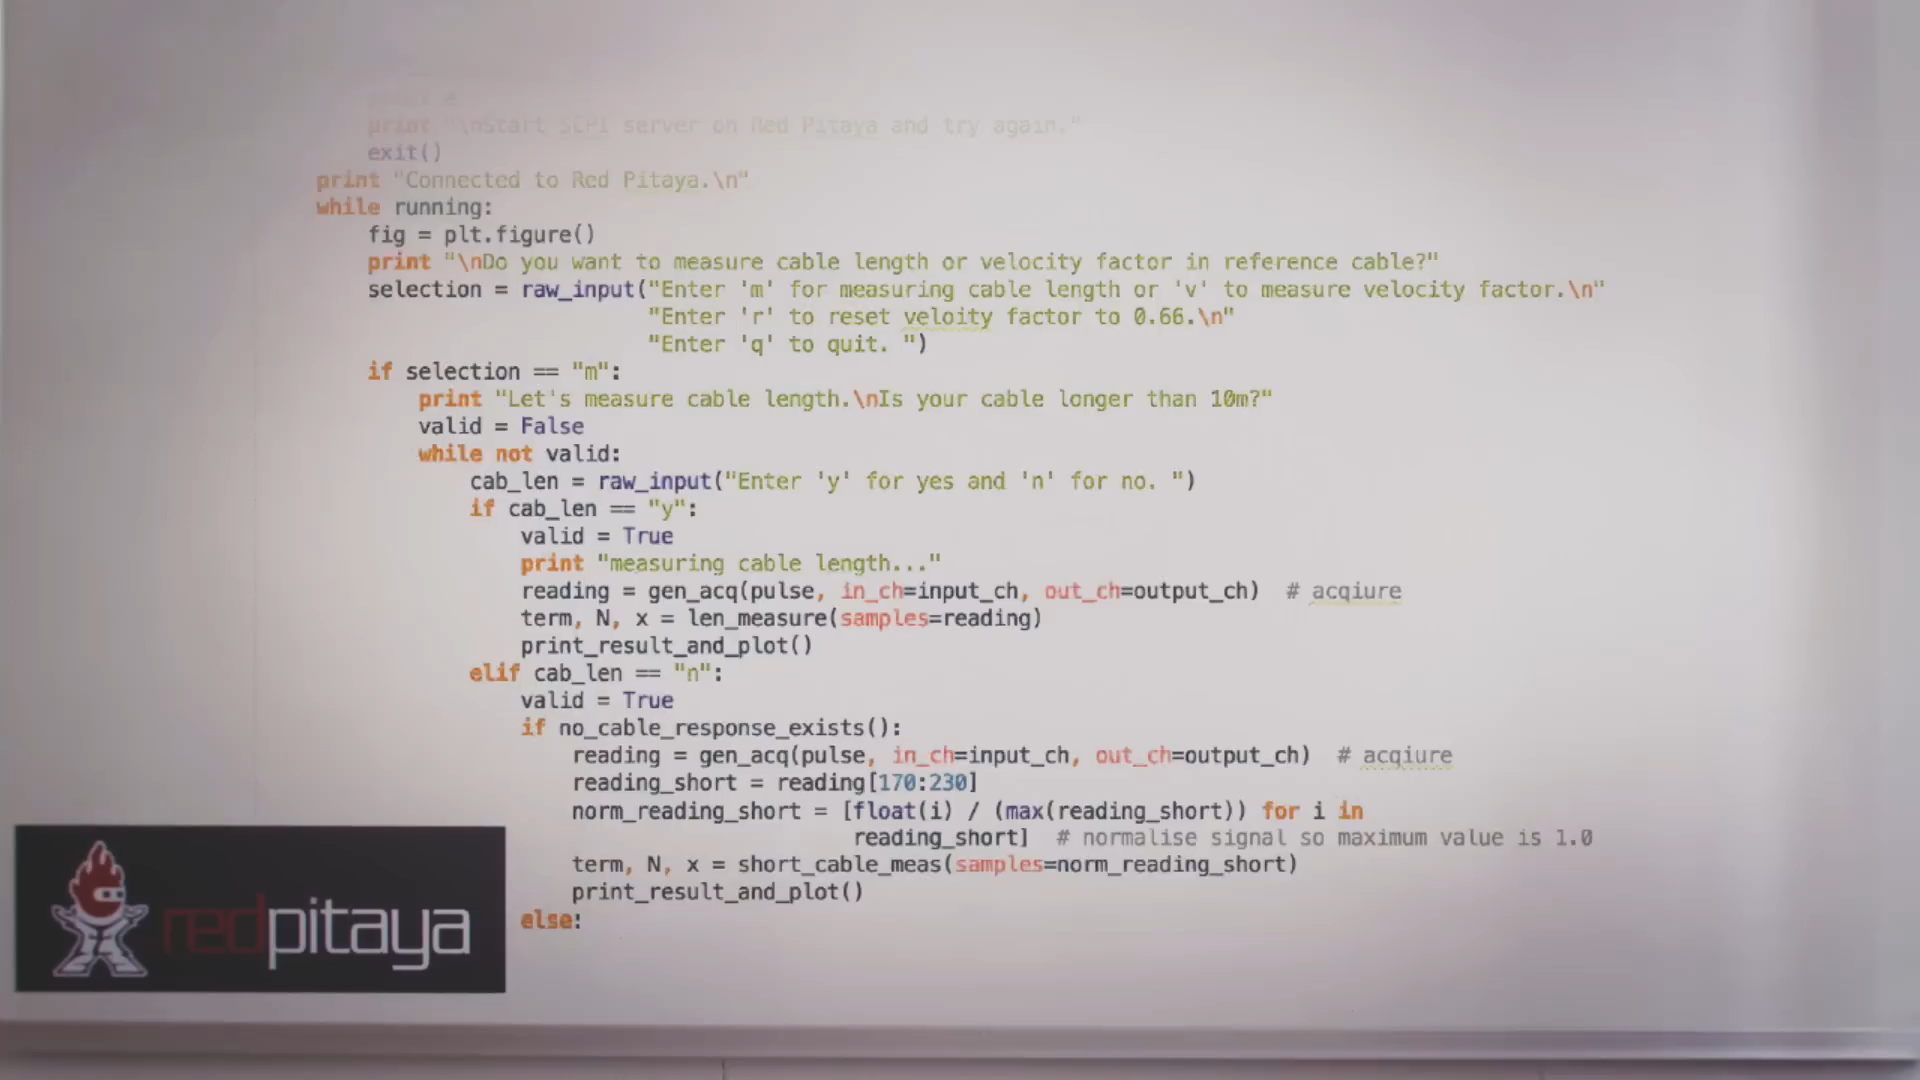 print e
print "\nStart SCPI server on Red Pitaya and try again."
exit()
print "Connected to Red Pitaya.\n"
while running:
fig = plt.figure()
print "\nDo you want to measure cable length or velocity factor in reference cable?"
selection = raw_input("Enter 'm' for measuring cable length or 'v' to measure velocity factor.\n"
"Enter 'r' to reset veloity factor to 0.66.\n"
"Enter 'q' to quit. ")
if selection == "m":
print "Let's measure cable length.\nIs your cable longer than 10m?"
valid = False
while not valid:
cab_len = raw_input("Enter 'y' for yes and 'n' for no. ")
if cab_len == "y":
valid = True
print "measuring cable length..."
reading = gen_acq(pulse, in_ch=input_ch, out_ch=output_ch)  # acqiure
term, N, x = len_measure(samples=reading)
print_result_and_plot()
elif cab_len == "n":
valid = True
if no_cable_response_exists():
reading = gen_acq(pulse, in_ch=input_ch, out_ch=output_ch)  # acqiure
reading_short = reading[170:230]
norm_reading_short = [float(i) / (max(reading_short)) for i in
reading_short]  # normalise signal so maximum value is 1.0
term, N, x = short_cable_meas(samples=norm_reading_short)
print_result_and_plot()
else:
redpitaya